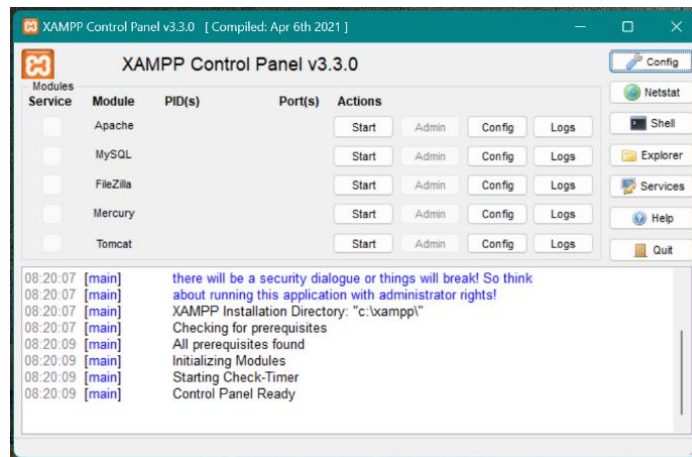 XAMPP Control Panel v3.3.0 [ Compiled: Apr 6th 2021 ]
XAMPP Control Panel v3.3.0
Config
Modules
Service Module PID(s) Port(s) Actions
Netstat
Apache Start Admin Config Logs
Shell
MySQL Start Admin Config Logs
Explorer
FileZilla Start Admin Config Logs
Services
Mercury Start Admin Config Logs
Help
Tomcat Start Admin Config Logs
Quit
08:20:07 [main] there will be a security dialogue or things will break! So think
08:20:07 [main] about running this application with administrator rights!
08:20:07 [main] XAMPP Installation Directory: "c:\xampp\"
08:20:07 [main] Checking for prerequisites
08:20:09 [main] All prerequisites found
08:20:09 [main] Initializing Modules
08:20:09 [main] Starting Check-Timer
08:20:09 [main] Control Panel Ready